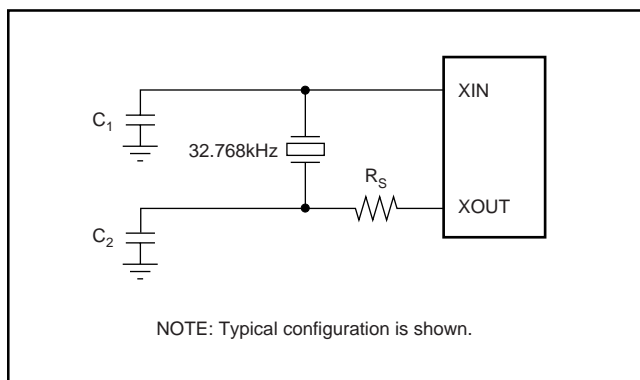 XIN
C1
32.768kHz
RS
XOUT
C2
NOTE: Typical configuration is shown.